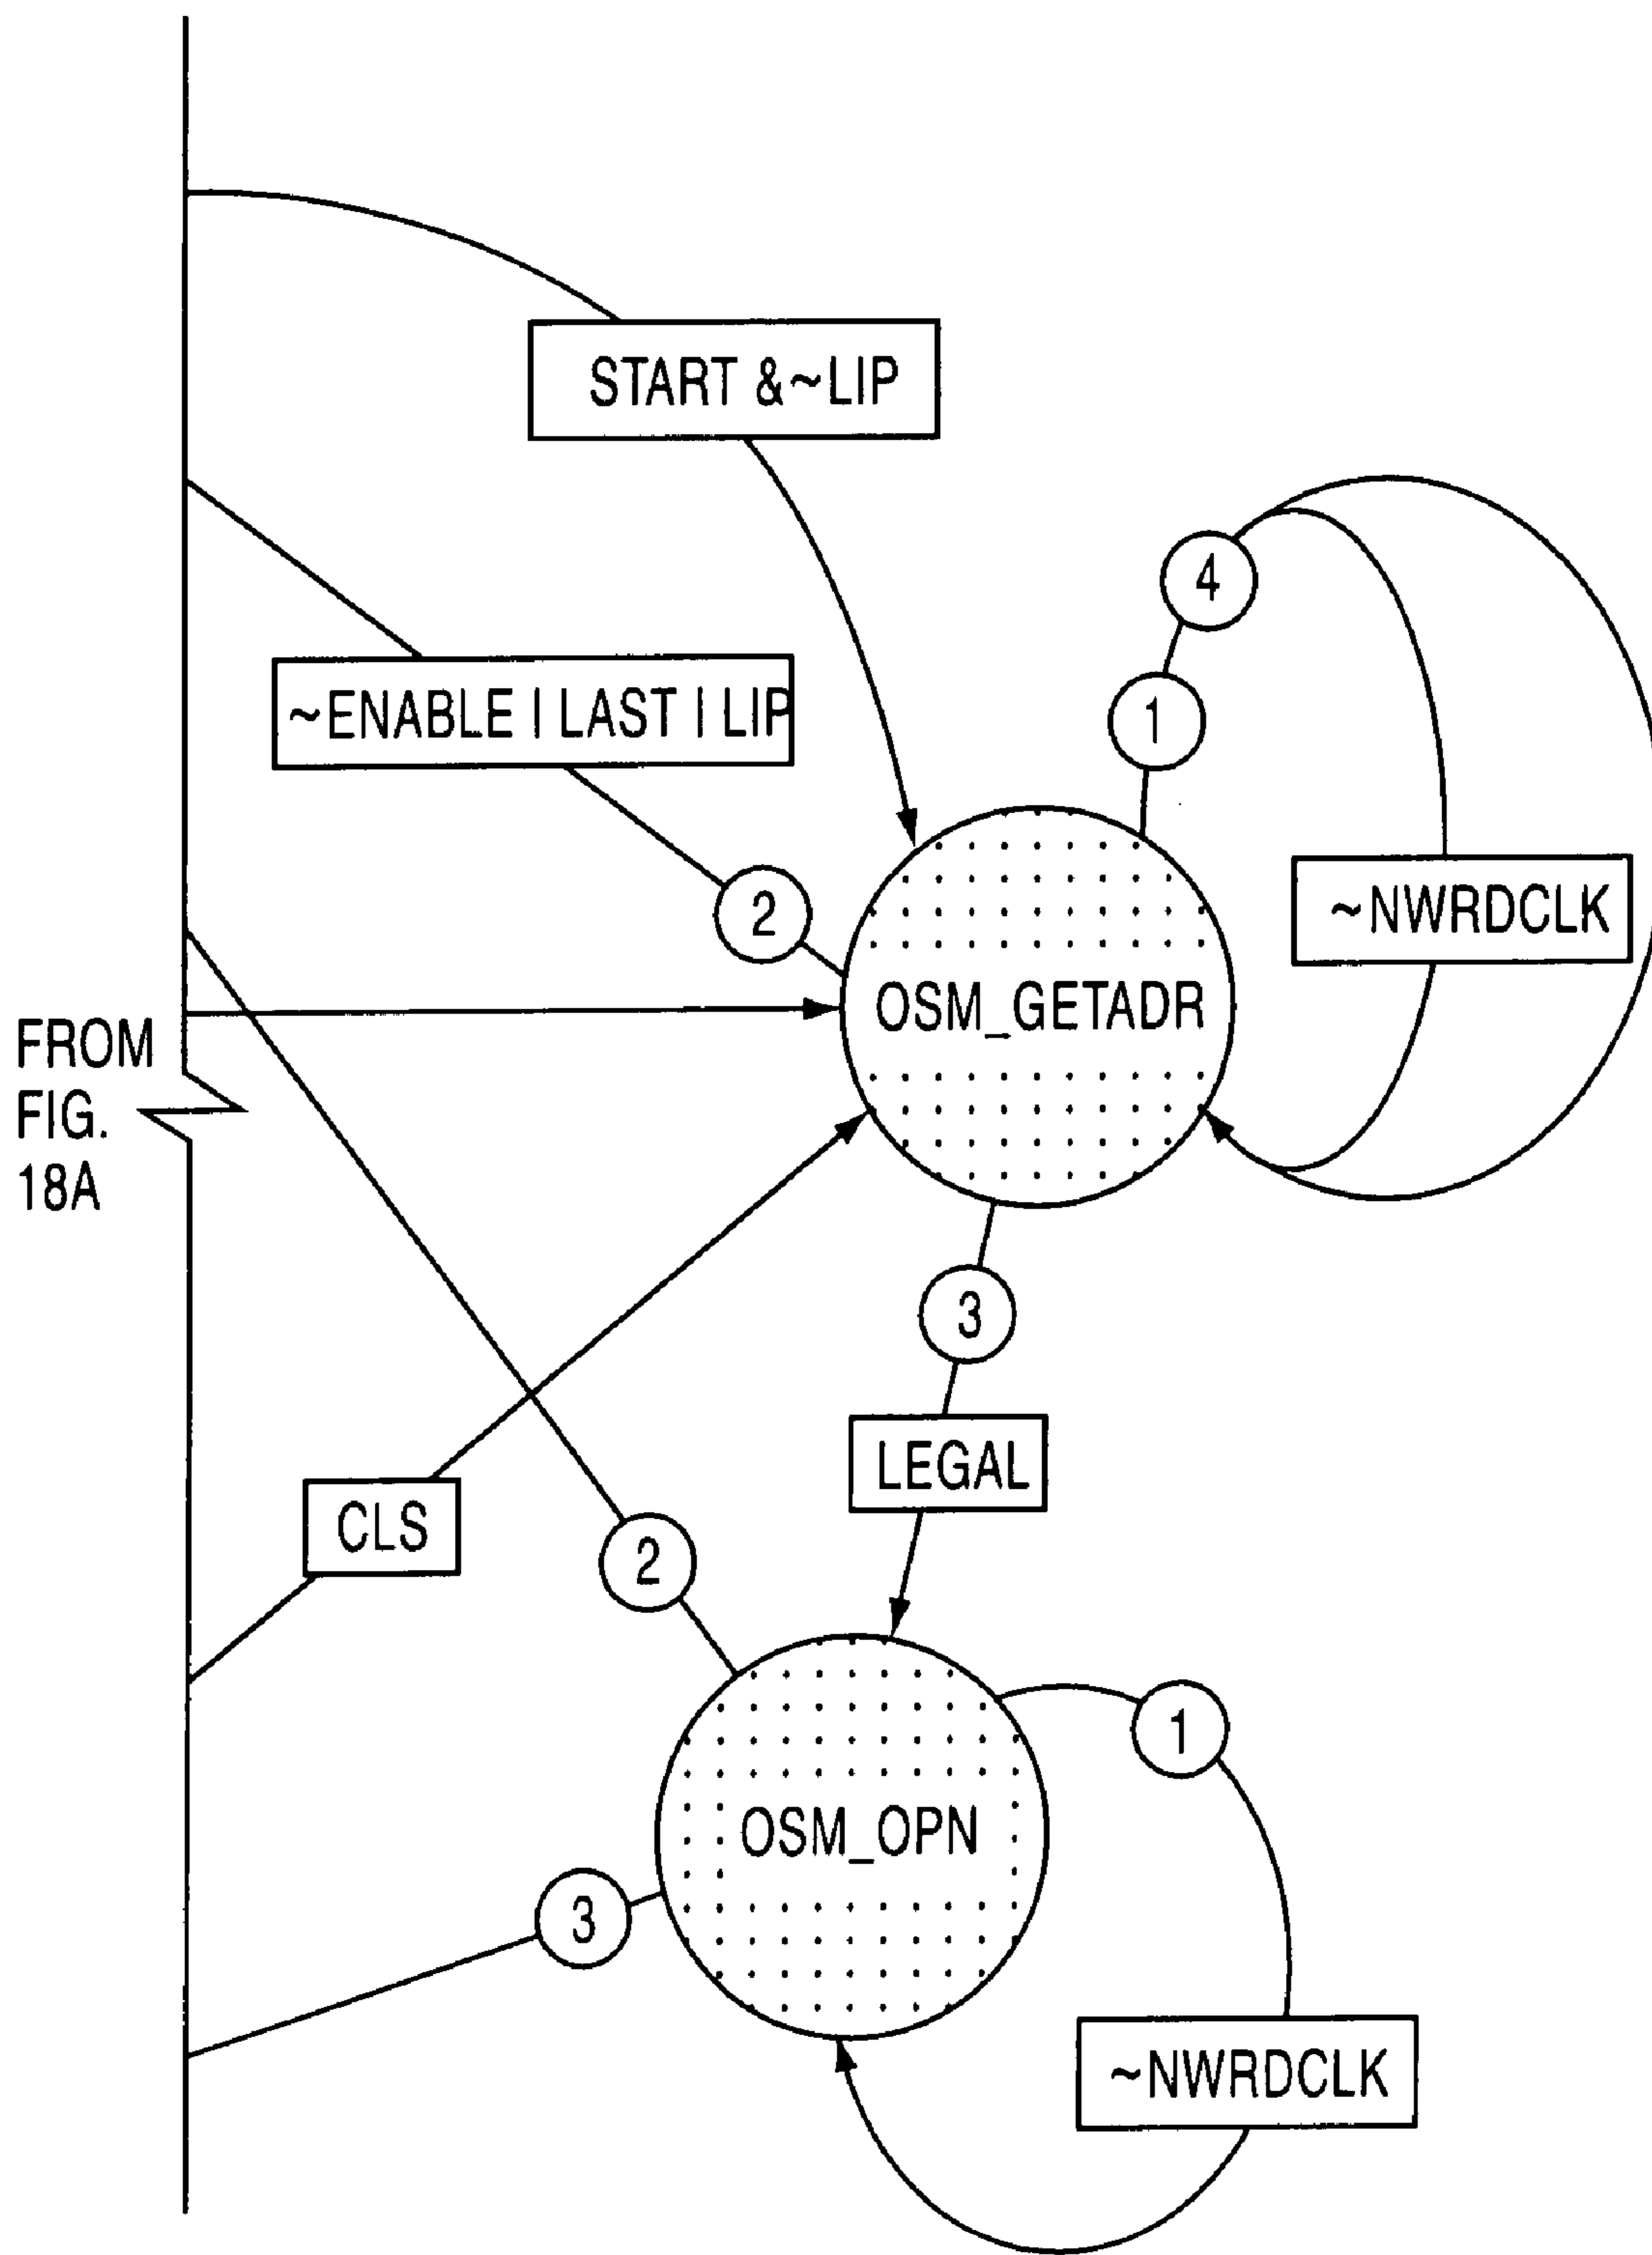 START &~LIP
4
1
~ENABLE | LAST | LIP
2
~NWRDCLK
OSM_GETADR
FROM
FIG.
18A
3
LEGAL
CLS
2
1
OSM_OPN
3
~NWRDCLK